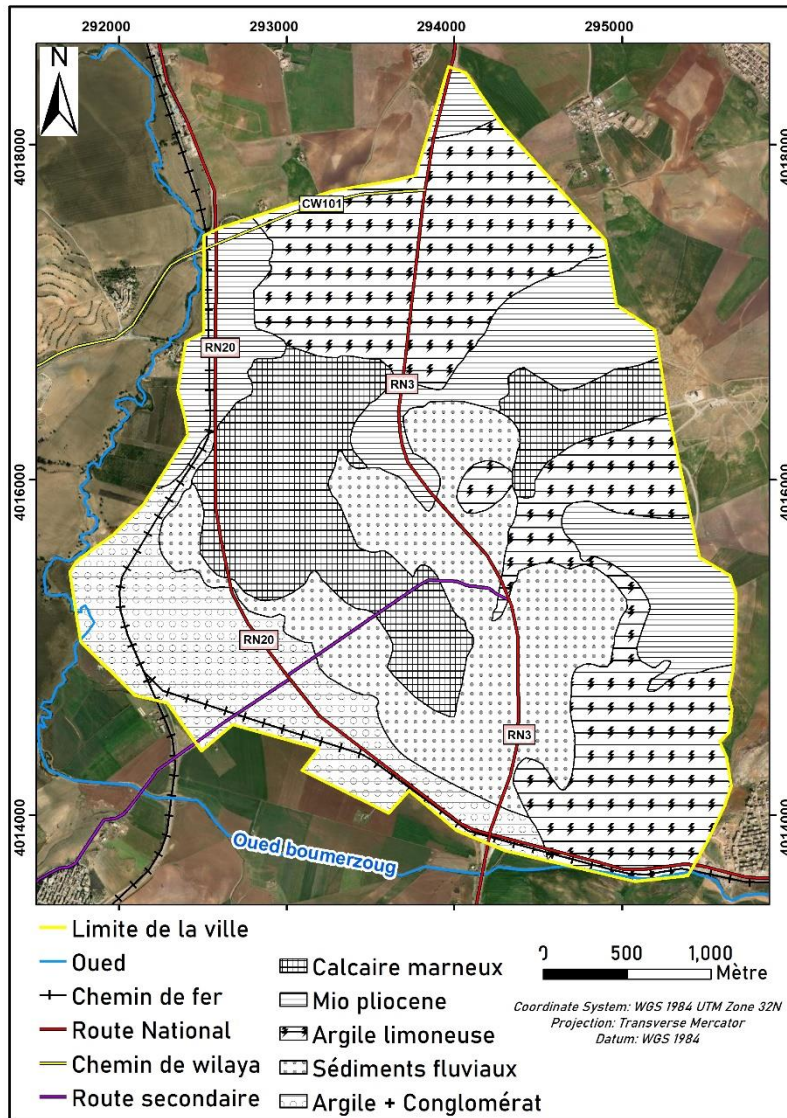 292000 293000 294000 295000
N
4018000 4018000
CW101
RN20
RN3
4016000 4016000
RN20
RN3
4014000 4014000
Oued boumerzoug
Limite de la ville
Oued
Chemin de fer
Route National
Chemin de wilaya
Route secondaire
Calcaire marneux
Mio pliocene
Argile limoneuse
Sédiments fluviaux
Argile + Conglomérat
0 500 1,000
Mètre
Coordinate System: WGS 1984 UTM Zone 32N
Projection: Transverse Mercator
Datum: WGS 1984